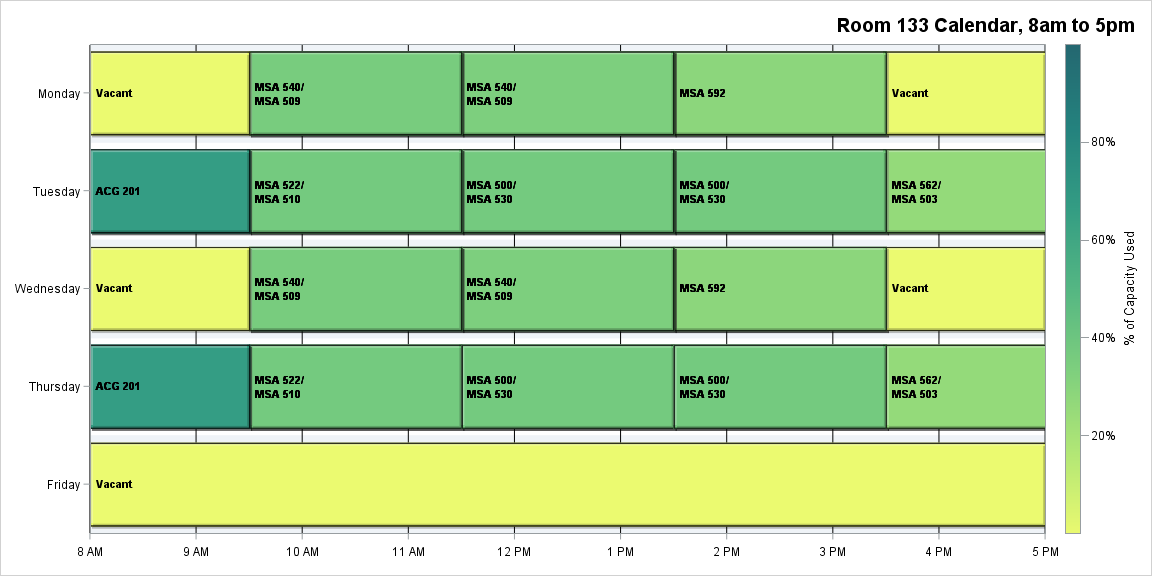 Room 133 Calendar, 8am to 5pm
Monday
Vacant
MSA 540/
MSA 509
MSA 540/
MSA 509
MSA 592
Vacant
Tuesday
ACG 201
MSA 522/
MSA 510
MSA 500/
MSA 530
MSA 500/
MSA 530
MSA 562/
MSA 503
Wednesday
Vacant
MSA 540/
MSA 509
MSA 540/
MSA 509
MSA 592
Vacant
Thursday
ACG 201
MSA 522/
MSA 510
MSA 500/
MSA 530
MSA 500/
MSA 530
MSA 562/
MSA 503
Friday
Vacant
8 AM
9 AM
10 AM
11 AM
12 PM
1 PM
2 PM
3 PM
4 PM
5 PM
80%
60%
40%
20%
% of Capacity Used